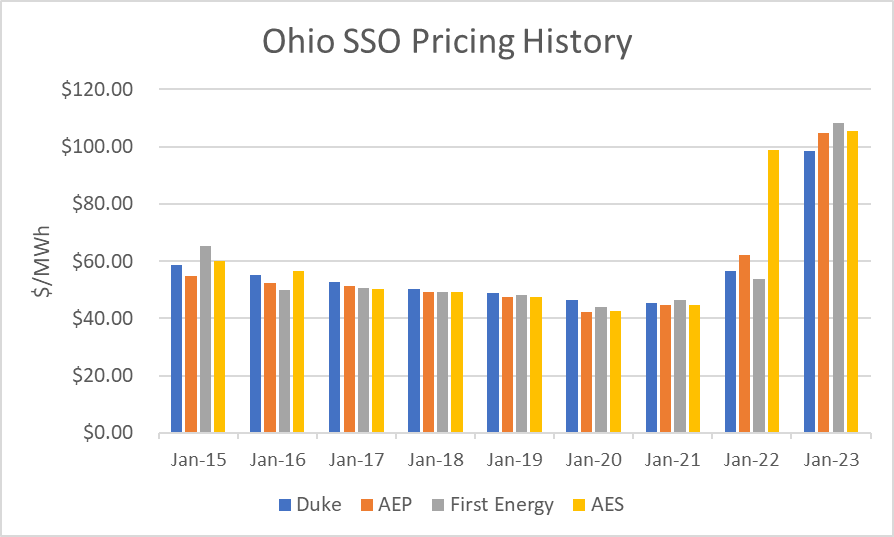 Ohio SSO Pricing History
$/MWh
$120.00
$100.00
$80.00
$60.00
$40.00
$20.00
$0.00
Jan-15 Jan-16 Jan-17 Jan-18 Jan-19 Jan-20 Jan-21 Jan-22 Jan-23
Duke AEP First Energy AES